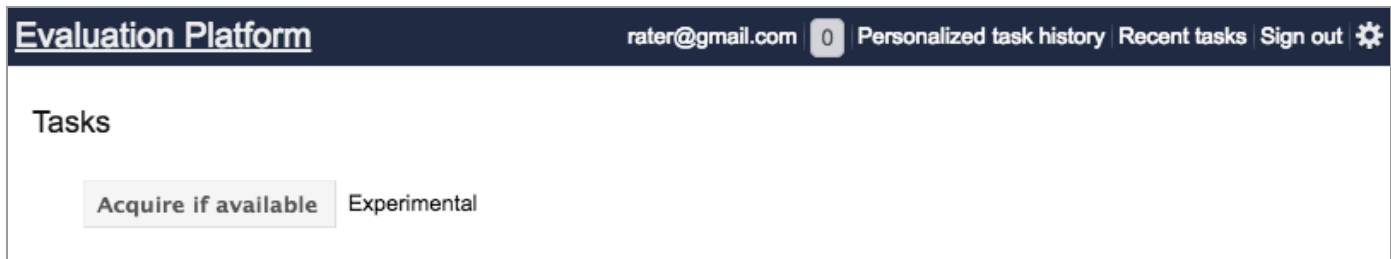 Evaluation Platform rater@gmail.com 0 Personalized task history Recent tasks Sign out
Tasks
Acquire if available Experimental